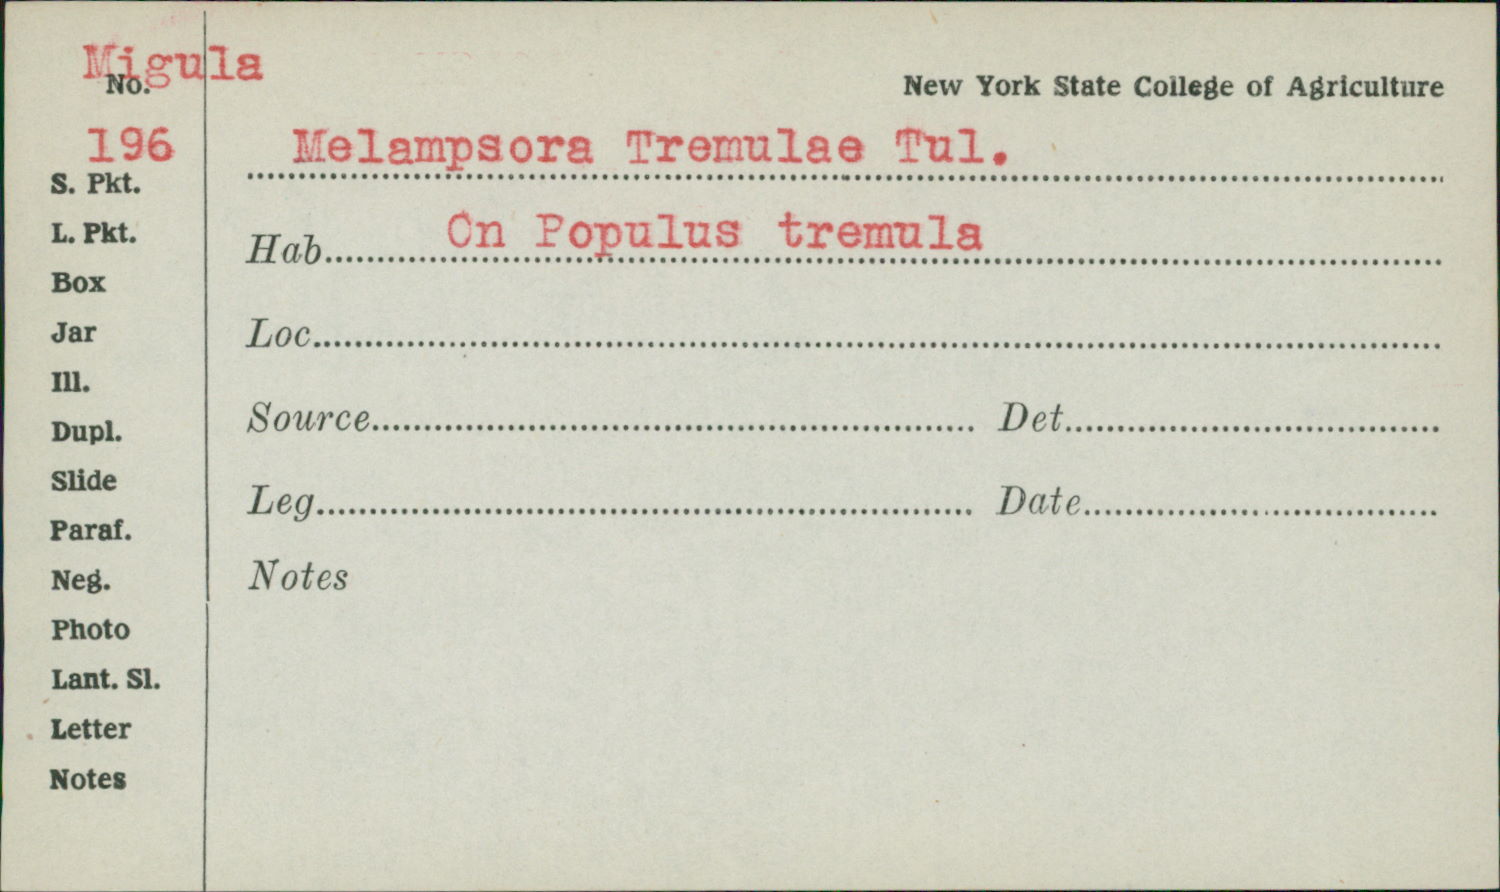 Migula
No.
New York State College of Agriculture
196
Melampsora Tremulae Tul.
S. Pkt.
L. Pkt.
Hab. On Populus tremula
Box
Jar
Loc.
Ill.
Dupl.
Source Det.
Slide
Leg. Date
Paraf.
Neg.
Notes
Photo
Lant. Sl.
Letter
Notes